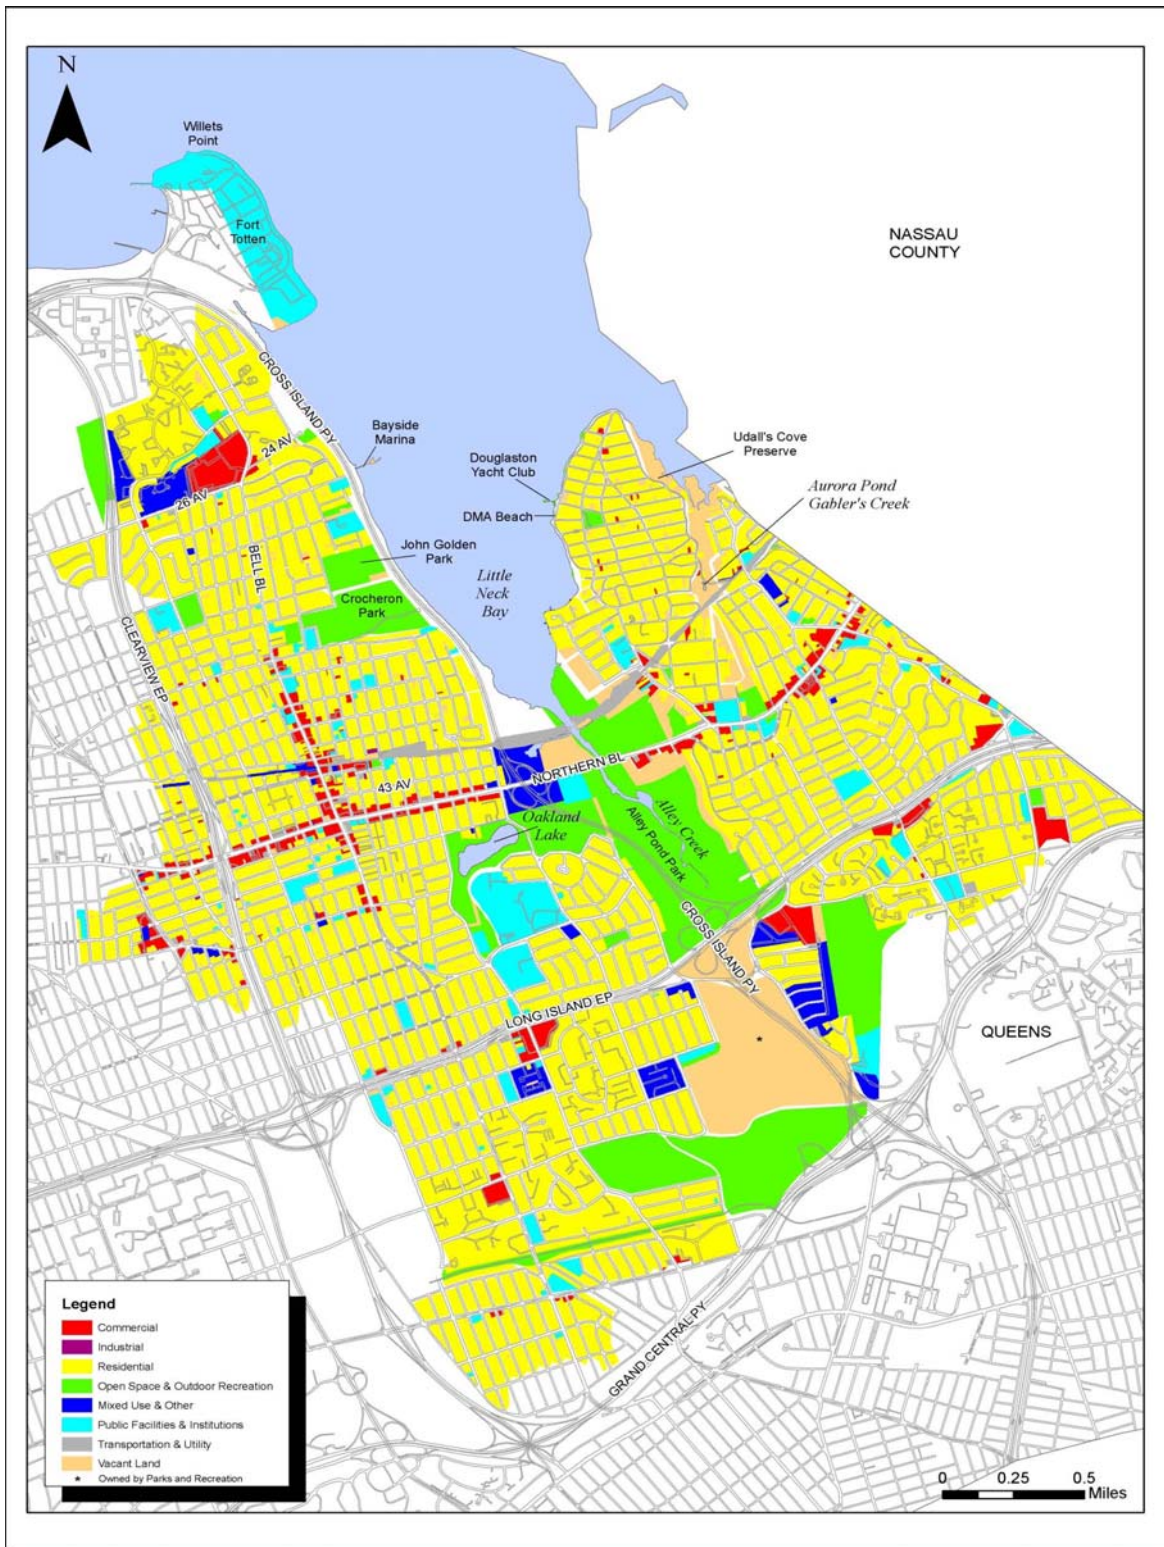 N
Willets
Point
Fort
Totten
NASSAU
COUNTY
CROSS ISLAND PY
24 AV
26 AV
Bayside
Marina
Douglaston
Yacht Club
DMA Beach
Udall's Cove
Preserve
Aurora Pond
Gabler's Creek
BELL BL
John Golden
Park
Crocheron
Park
Little
Neck
Bay
CLEARVIEW EP
43 AV
NORTHERN BL
Oakland
Lake
Alley Creek
Alley Pond Park
CROSS ISLAND PY
LONG ISLAND EP
*
QUEENS
GRAND CENTRAL PY
Legend
Commercial
Industrial
Residential
Open Space & Outdoor Recreation
Mixed Use & Other
Public Facilities & Institutions
Transportation & Utility
Vacant Land
* Owned by Parks and Recreation
0 0.25 0.5
Miles